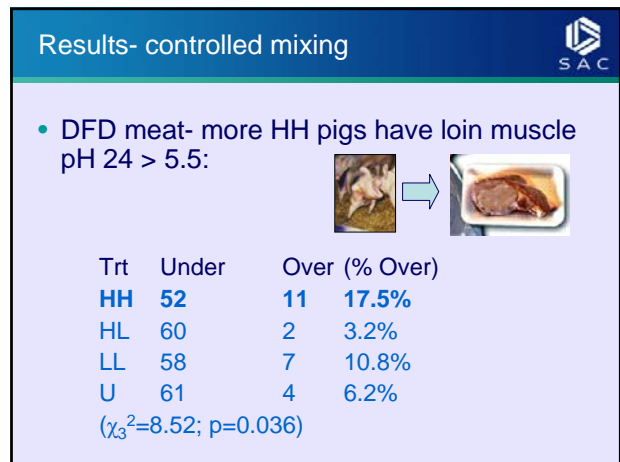 Results- controlled mixing
SAC
• DFD meat- more HH pigs have loin muscle
pH 24 > 5.5:
Trt Under Over (% Over)
HH 52 11 17.5%
HL 60 2 3.2%
LL 58 7 10.8%
U 61 4 6.2%
(χ₃²=8.52; p=0.036)